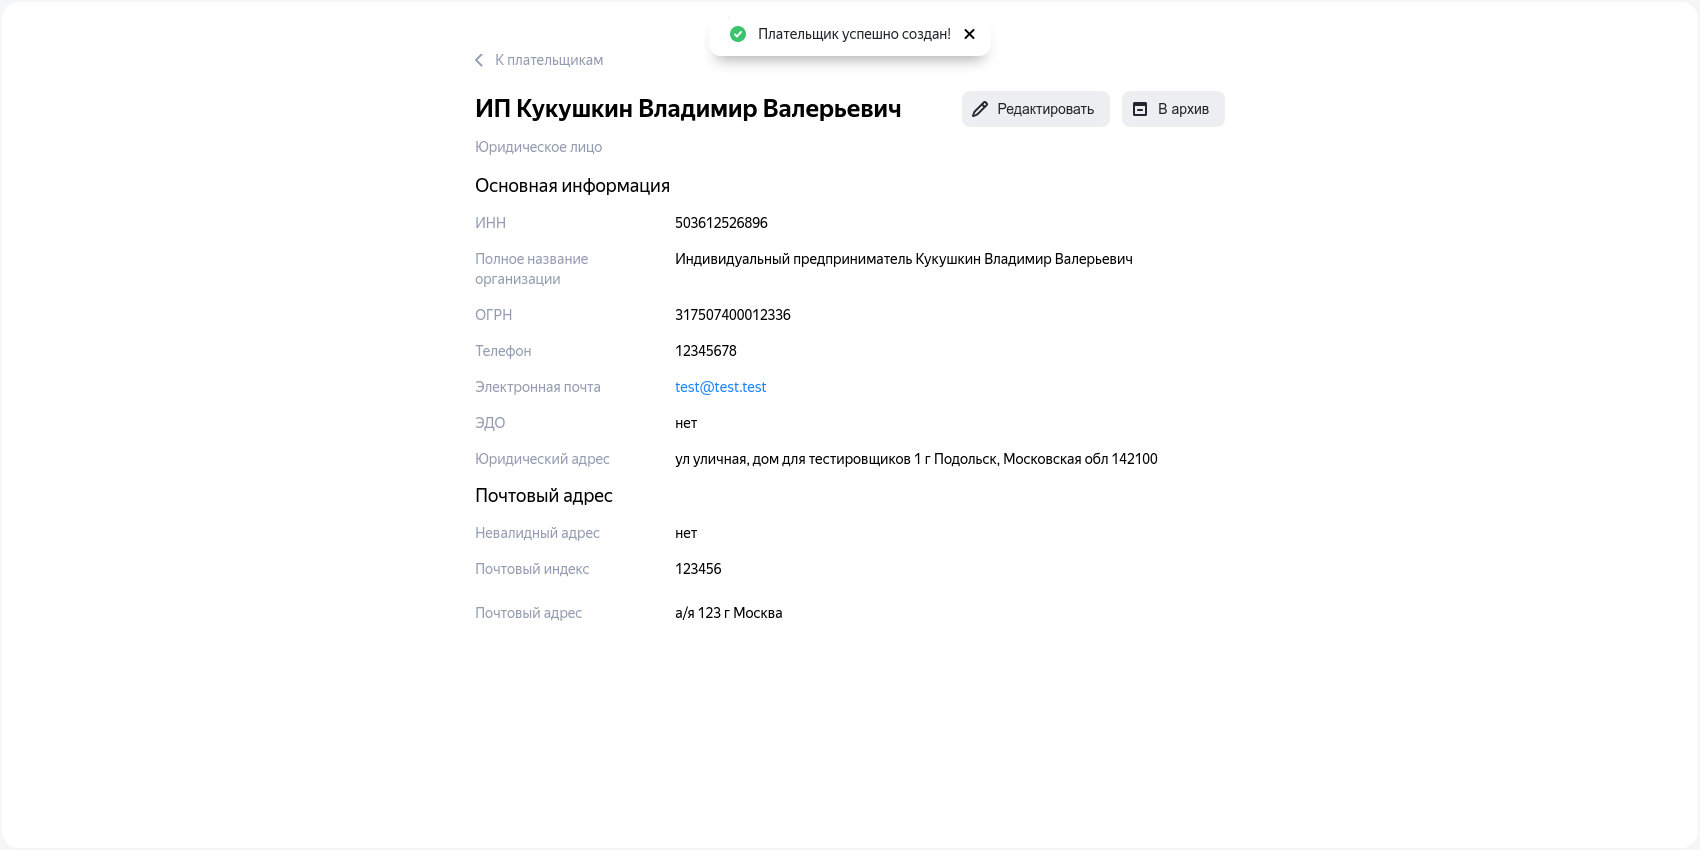 Плательщик успешно создан!
К плательщикам
ИП Кукушкин Владимир Валерьевич
Редактировать
В архив
Юридическое лицо
Основная информация
ИНН
503612526896
Полное название
организации
Индивидуальный предприниматель Кукушкин Владимир Валерьевич
ОГРН
317507400012336
Телефон
12345678
Электронная почта
test@test.test
ЭДО
нет
Юридический адрес
ул уличная, дом для тестировщиков 1 г Подольск, Московская обл 142100
Почтовый адрес
Невалидный адрес
нет
Почтовый индекс
123456
Почтовый адрес
а/я 123 г Москва